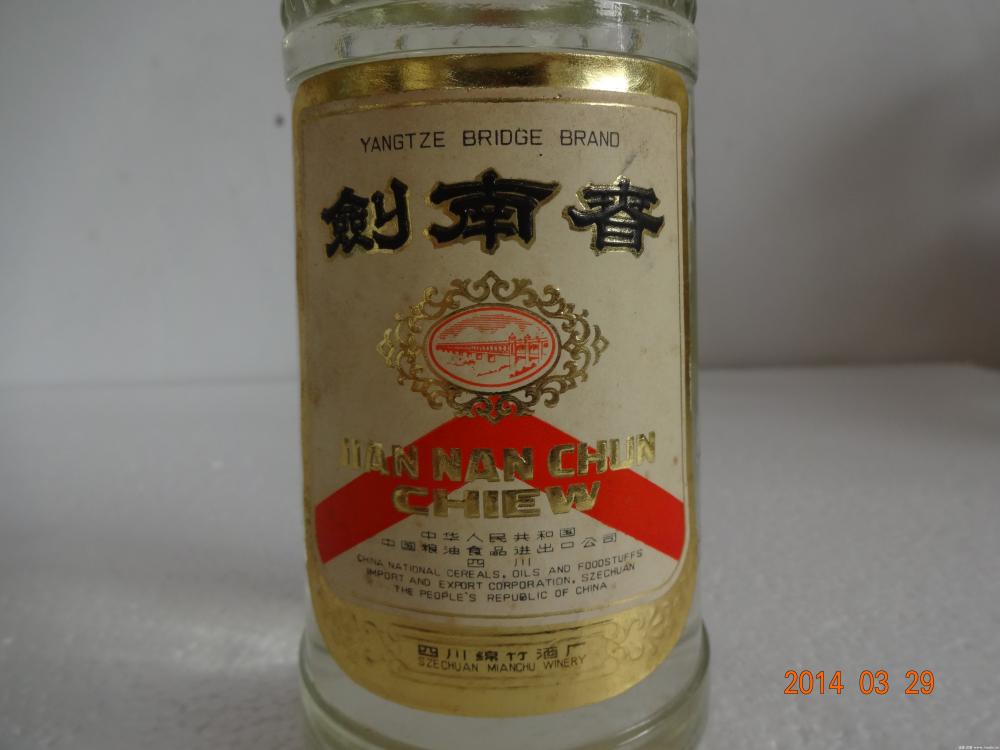 YANGTZE BRIDGE BRAND
劍南春
JIAN NAN CHUN
CHIEW
中华人民共和国
中国粮油食品进出口公司
四川
CHINA NATIONAL CEREALS, OILS AND FOODSTUFFS
IMPORT AND EXPORT CORPORATION, SZECHUAN
THE PEOPLE'S REPUBLIC OF CHINA
四川绵竹酒厂
SZECHUAN MIANCHU WINERY
2014 03 29